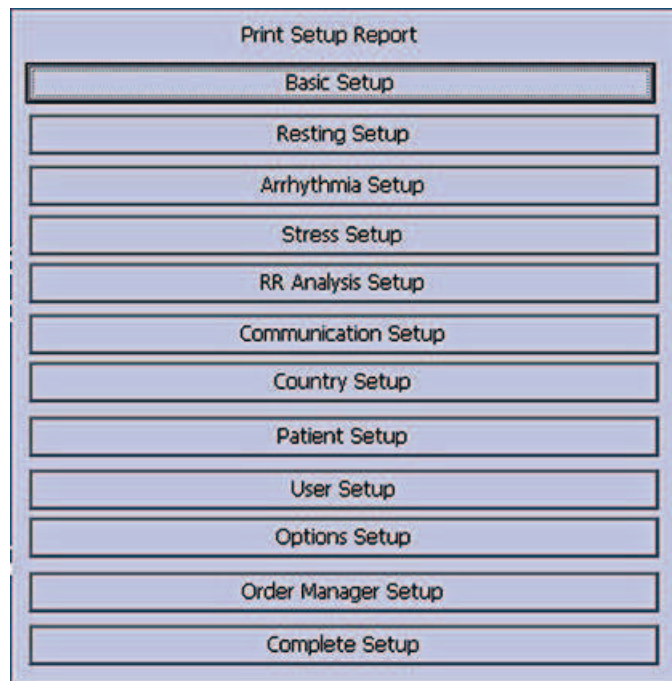 Print Setup Report
Basic Setup
Resting Setup
Arrhythmia Setup
Stress Setup
RR Analysis Setup
Communication Setup
Country Setup
Patient Setup
User Setup
Options Setup
Order Manager Setup
Complete Setup